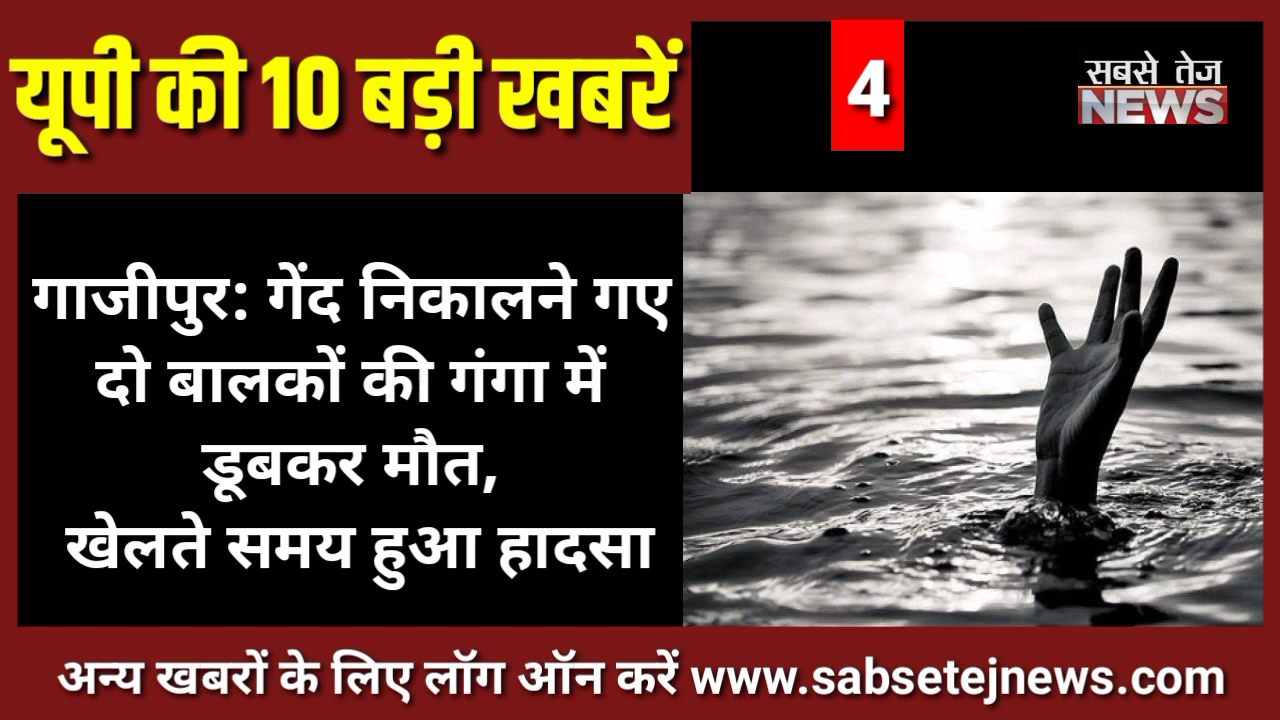 यूपी की 10 बड़ी खबरें
4
सबसे तेज
NEWS
गाजीपुर: गेंद निकालने गए
दो बालकों की गंगा में
डूबकर मौत,
खेलते समय हुआ हादसा
अन्य खबरों के लिए लॉग ऑन करें www.sabsetejnews.com